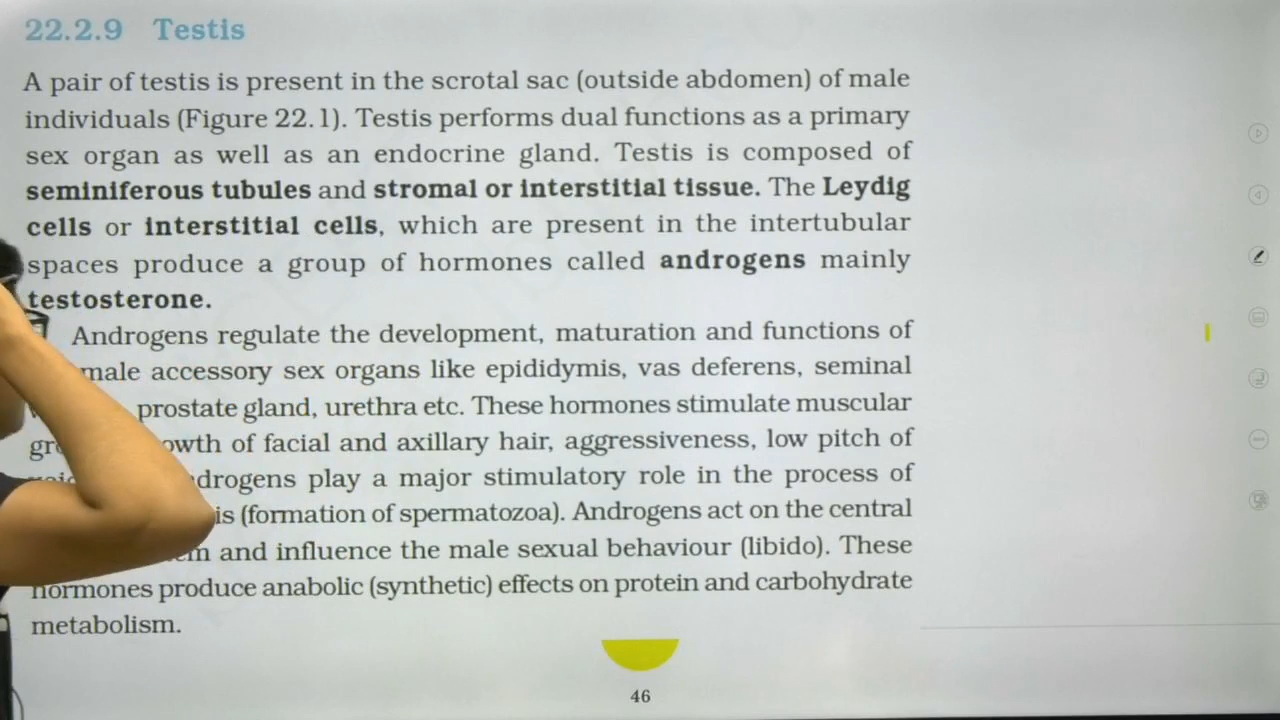 22.2.9 Testis
A pair of testis is present in the scrotal sac (outside abdomen) of male
individuals (Figure 22.1). Testis performs dual functions as a primary
sex organ as well as an endocrine gland. Testis is composed of
seminiferous tubules and stromal or interstitial tissue. The Leydig
cells or interstitial cells, which are present in the intertubular
spaces produce a group of hormones called androgens mainly
testosterone.
Androgens regulate the development, maturation and functions of
male accessory sex organs like epididymis, vas deferens, seminal
prostate gland, urethra etc. These hormones stimulate muscular
of facial and axillary hair, aggressiveness, low pitch of
play a major stimulatory role in the process of
(formation of spermatozoa). Androgens act on the central
and influence the male sexual behaviour (libido). These
hormones produce anabolic (synthetic) effects on protein and carbohydrate
metabolism.
46